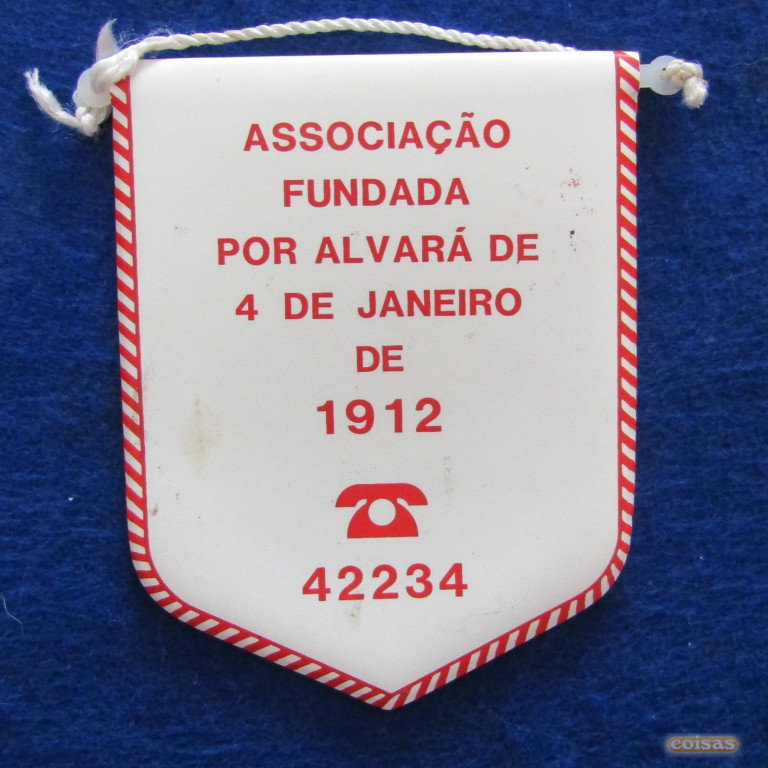 ASSOCIAÇÃO
FUNDADA
POR ALVARÁ DE
4 DE JANEIRO
DE
1912
42234
coisas